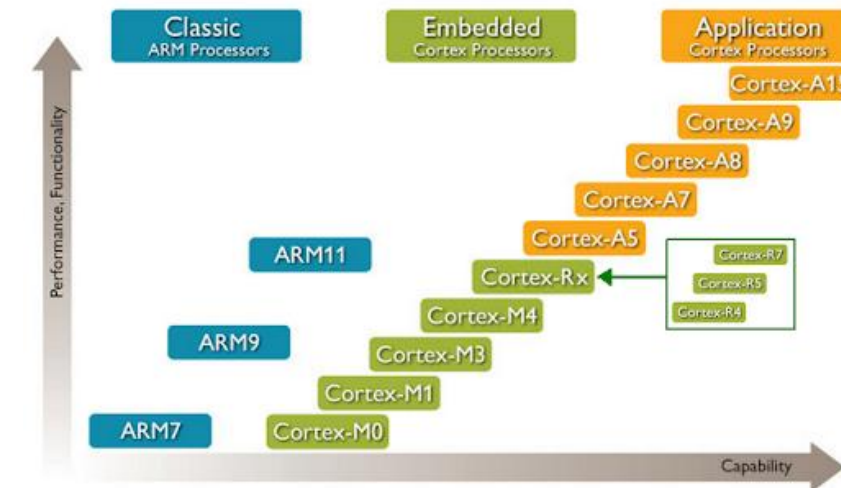 Classic
ARM Processors
Embedded
Cortex Processors
Application
Cortex Processors
Cortex-A15
Cortex-A9
Cortex-A8
Cortex-A7
Cortex-A5
ARM11
Cortex-Rx
Cortex-R7
Cortex-R5
Cortex-R4
Cortex-M4
ARM9
Cortex-M3
Cortex-M1
ARM7
Cortex-M0
Performance, Functionality
Capability